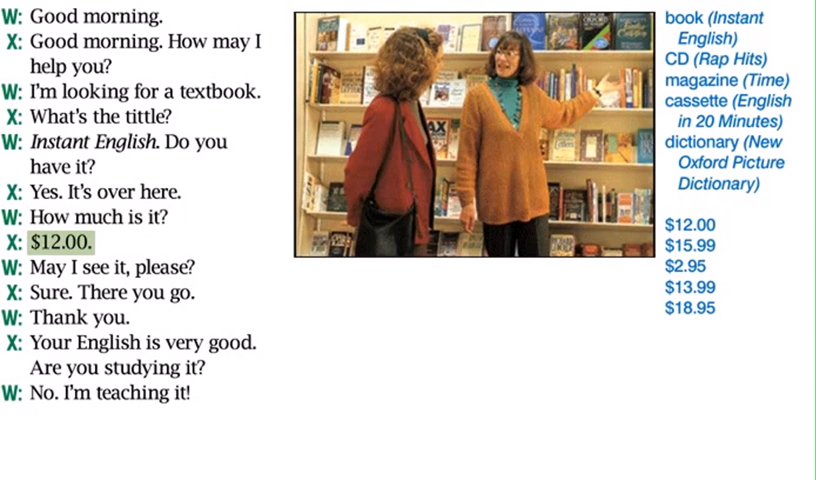 W: Good morning.
X: Good morning. How may I
help you?
W: I'm looking for a textbook.
X: What's the tittle?
W: Instant English. Do you
have it?
X: Yes. It's over here.
W: How much is it?
X: $12.00.
W: May I see it, please?
X: Sure. There you go.
W: Thank you.
X: Your English is very good.
Are you studying it?
W: No. I'm teaching it!
book (Instant
English)
CD (Rap Hits)
magazine (Time)
cassette (English
in 20 Minutes)
dictionary (New
Oxford Picture
Dictionary)
$12.00
$15.99
$2.95
$13.99
$18.95